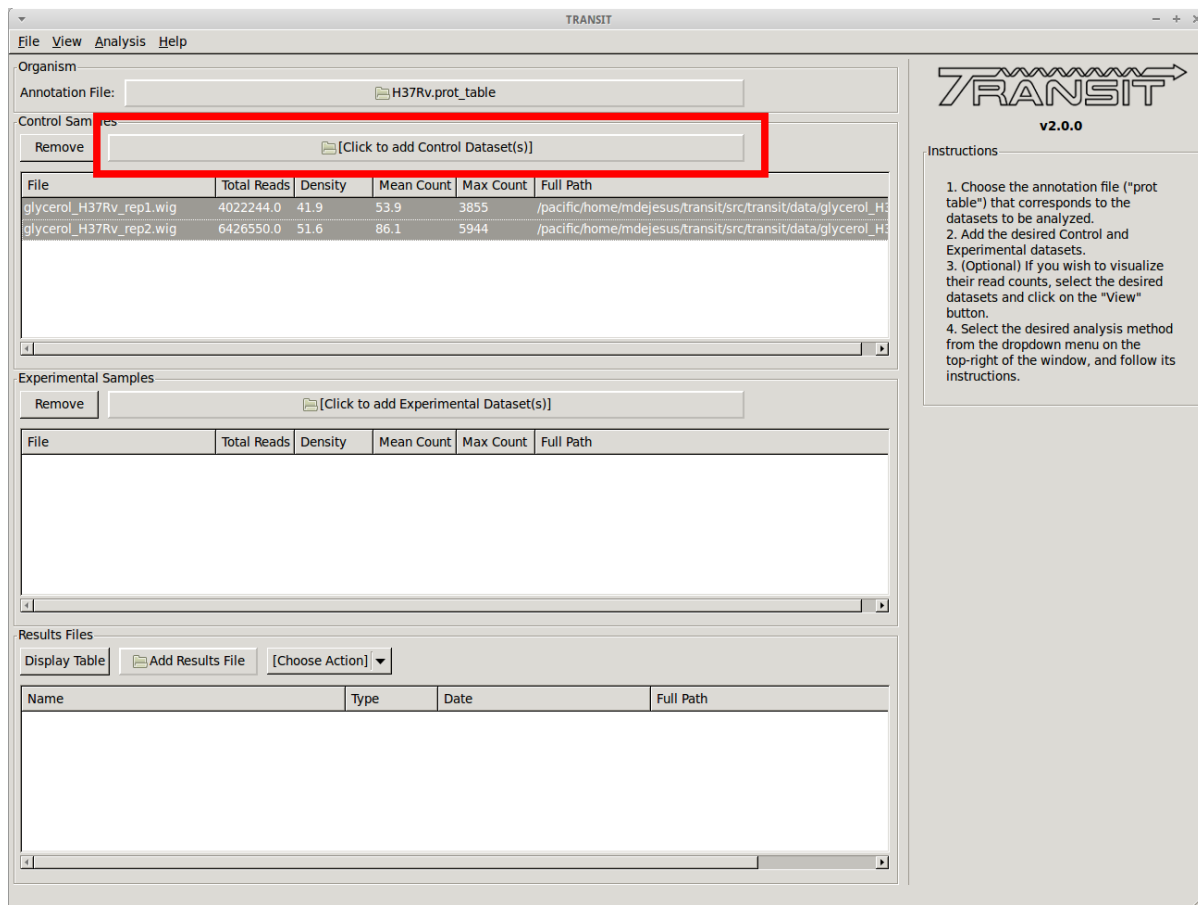 TRANSIT
File View Analysis Help
Organism
Annotation File: H37Rv.prot_table
Control Samples
Remove [Click to add Control Dataset(s)]
File Total Reads Density Mean Count Max Count Full Path
glycerol_H37Rv_rep1.wig 4022244.0 41.9 53.9 3855 /pacific/home/mdejesus/transit/src/transit/data/glycerol_H3
glycerol_H37Rv_rep2.wig 6426550.0 51.6 86.1 5944 /pacific/home/mdejesus/transit/src/transit/data/glycerol_H3
Experimental Samples
Remove [Click to add Experimental Dataset(s)]
File Total Reads Density Mean Count Max Count Full Path
Results Files
Display Table Add Results File [Choose Action]
Name Type Date Full Path
TRANSIT
v2.0.0
Instructions
1. Choose the annotation file ("prot
table") that corresponds to the
datasets to be analyzed.
2. Add the desired Control and
Experimental datasets.
3. (Optional) If you wish to visualize
their read counts, select the desired
datasets and click on the "View"
button.
4. Select the desired analysis method
from the dropdown menu on the
top-right of the window, and follow its
instructions.